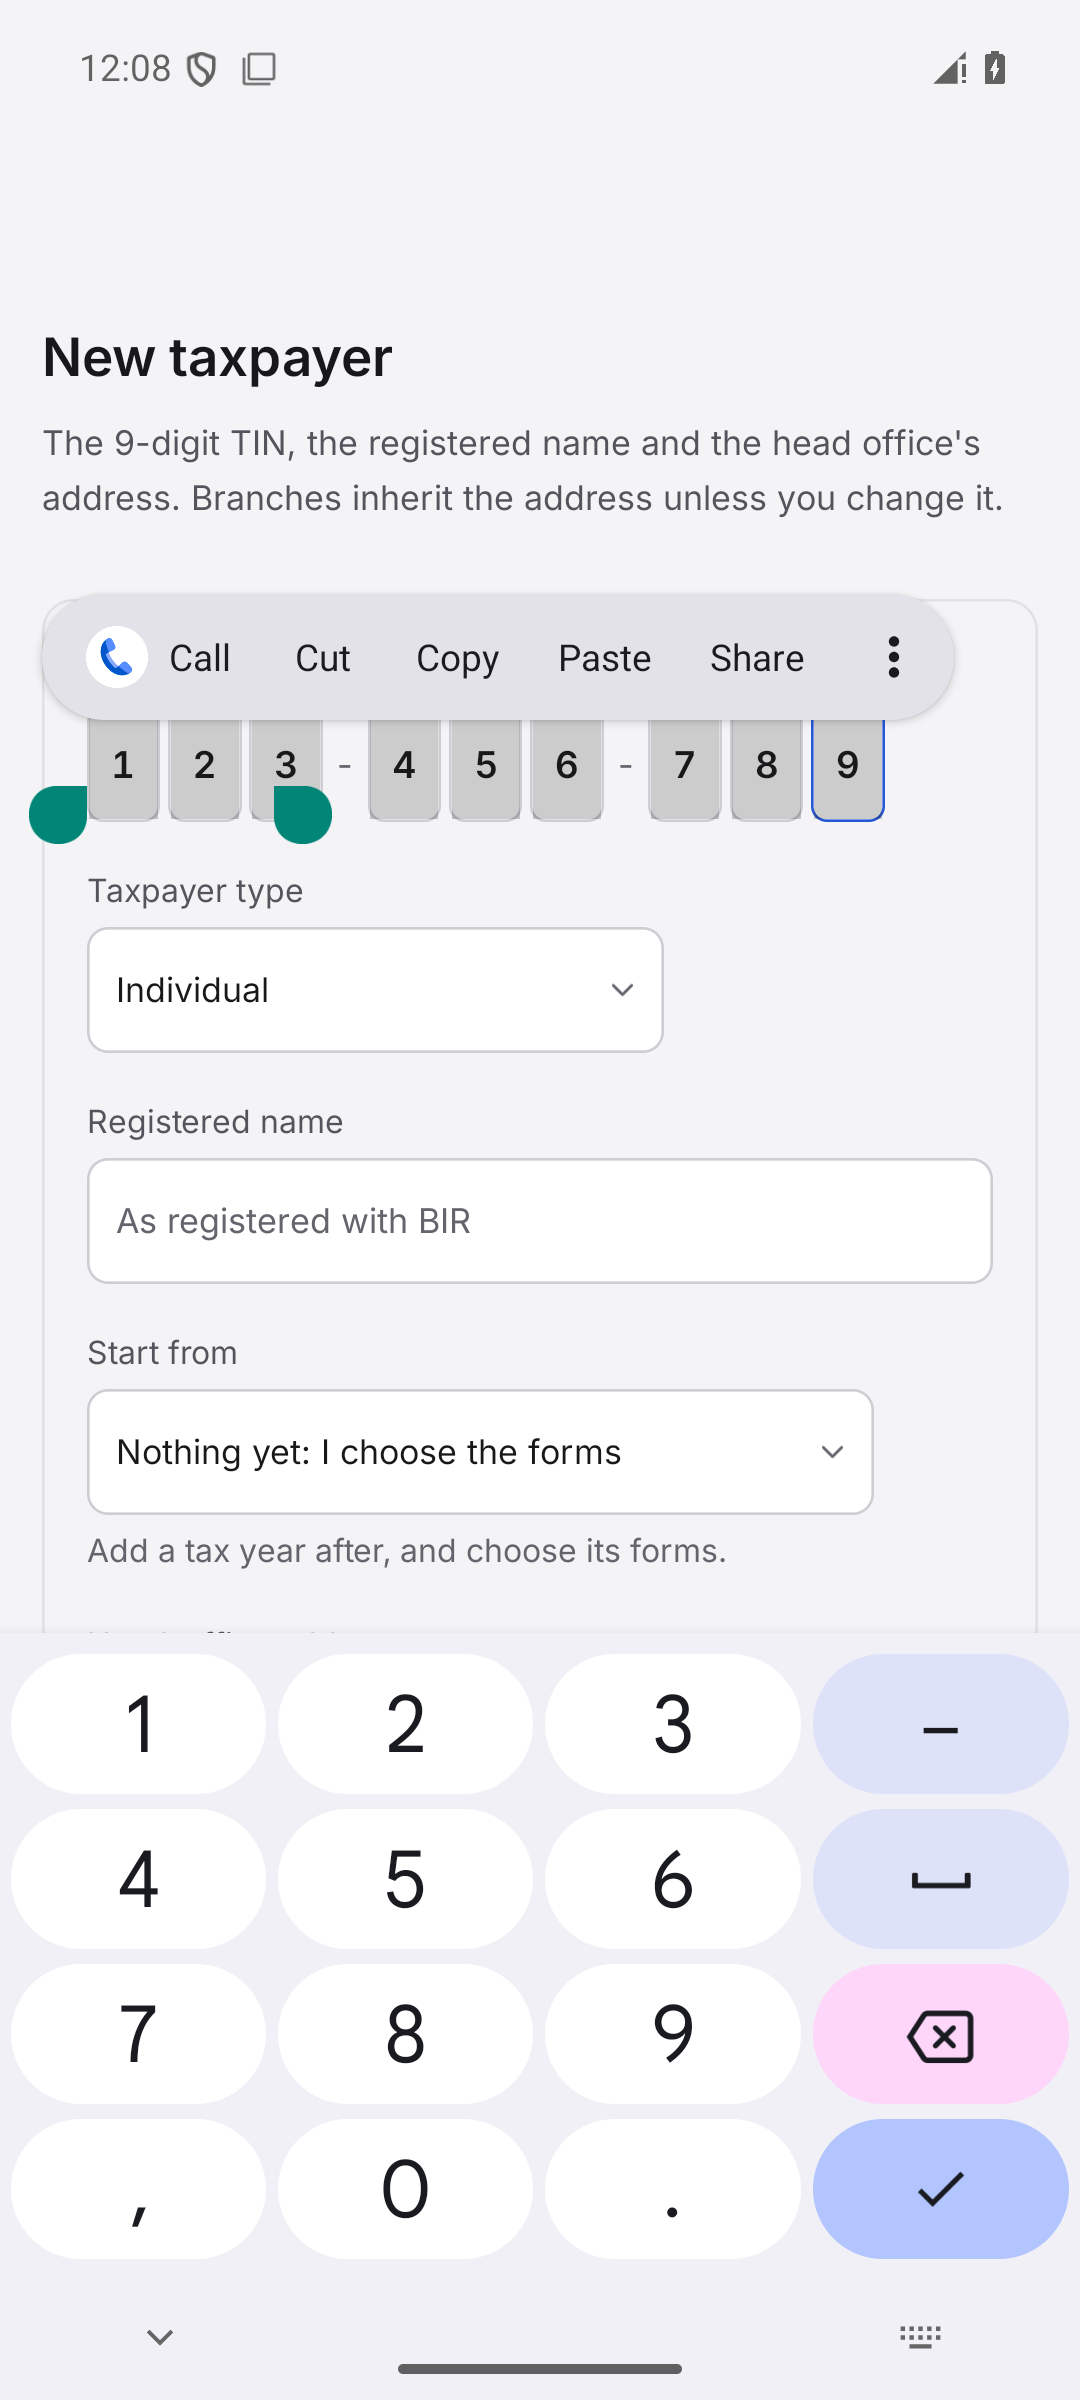 12:08
New taxpayer
The 9-digit TIN, the registered name and the head office's
address. Branches inherit the address unless you change it.
Call Cut Copy Paste Share
1 2 3 - 4 5 6 - 7 8 9
Taxpayer type
Individual
Registered name
As registered with BIR
Start from
Nothing yet: I choose the forms
Add a tax year after, and choose its forms.
1 2 3 –
4 5 6
7 8 9
, 0 .